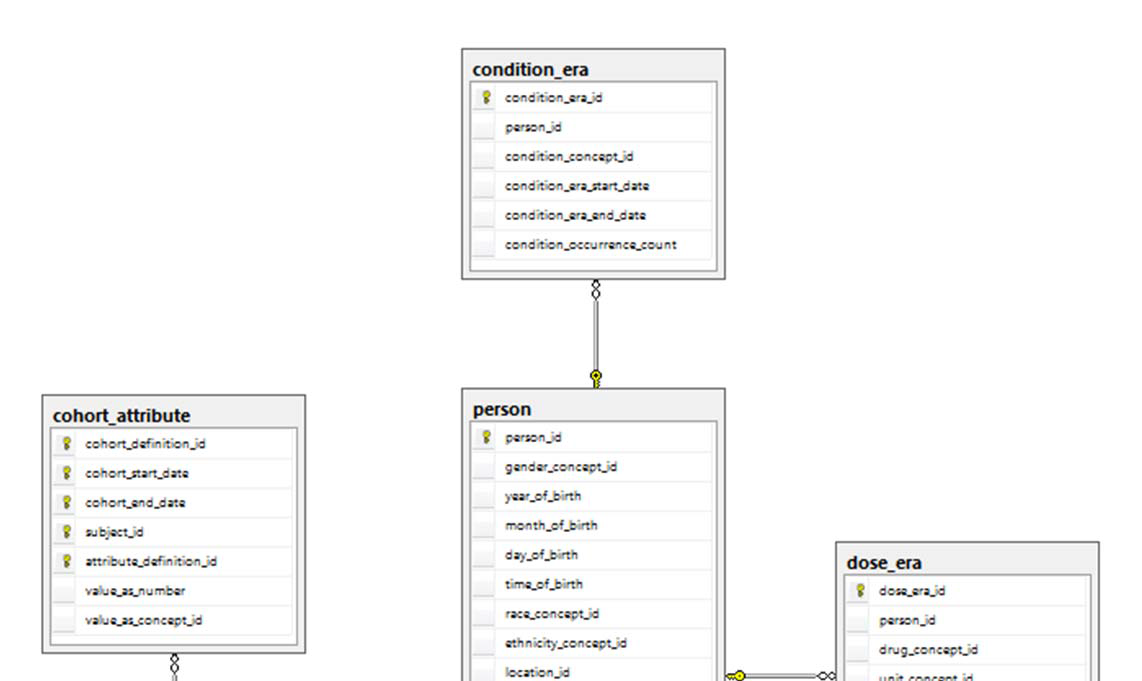 condition_era
condition_era_id
person_id
condition_concept_id
condition_era_start_date
condition_era_end_date
condition_occurrence_count
cohort_attribute
cohort_definition_id
cohort_start_date
cohort_end_date
subject_id
attribute_definition_id
value_as_number
value_as_concept_id
person
person_id
gender_concept_id
year_of_birth
month_of_birth
day_of_birth
time_of_birth
race_concept_id
ethnicity_concept_id
location_id
dose_era
dose_era_id
person_id
drug_concept_id
unit_concept_id